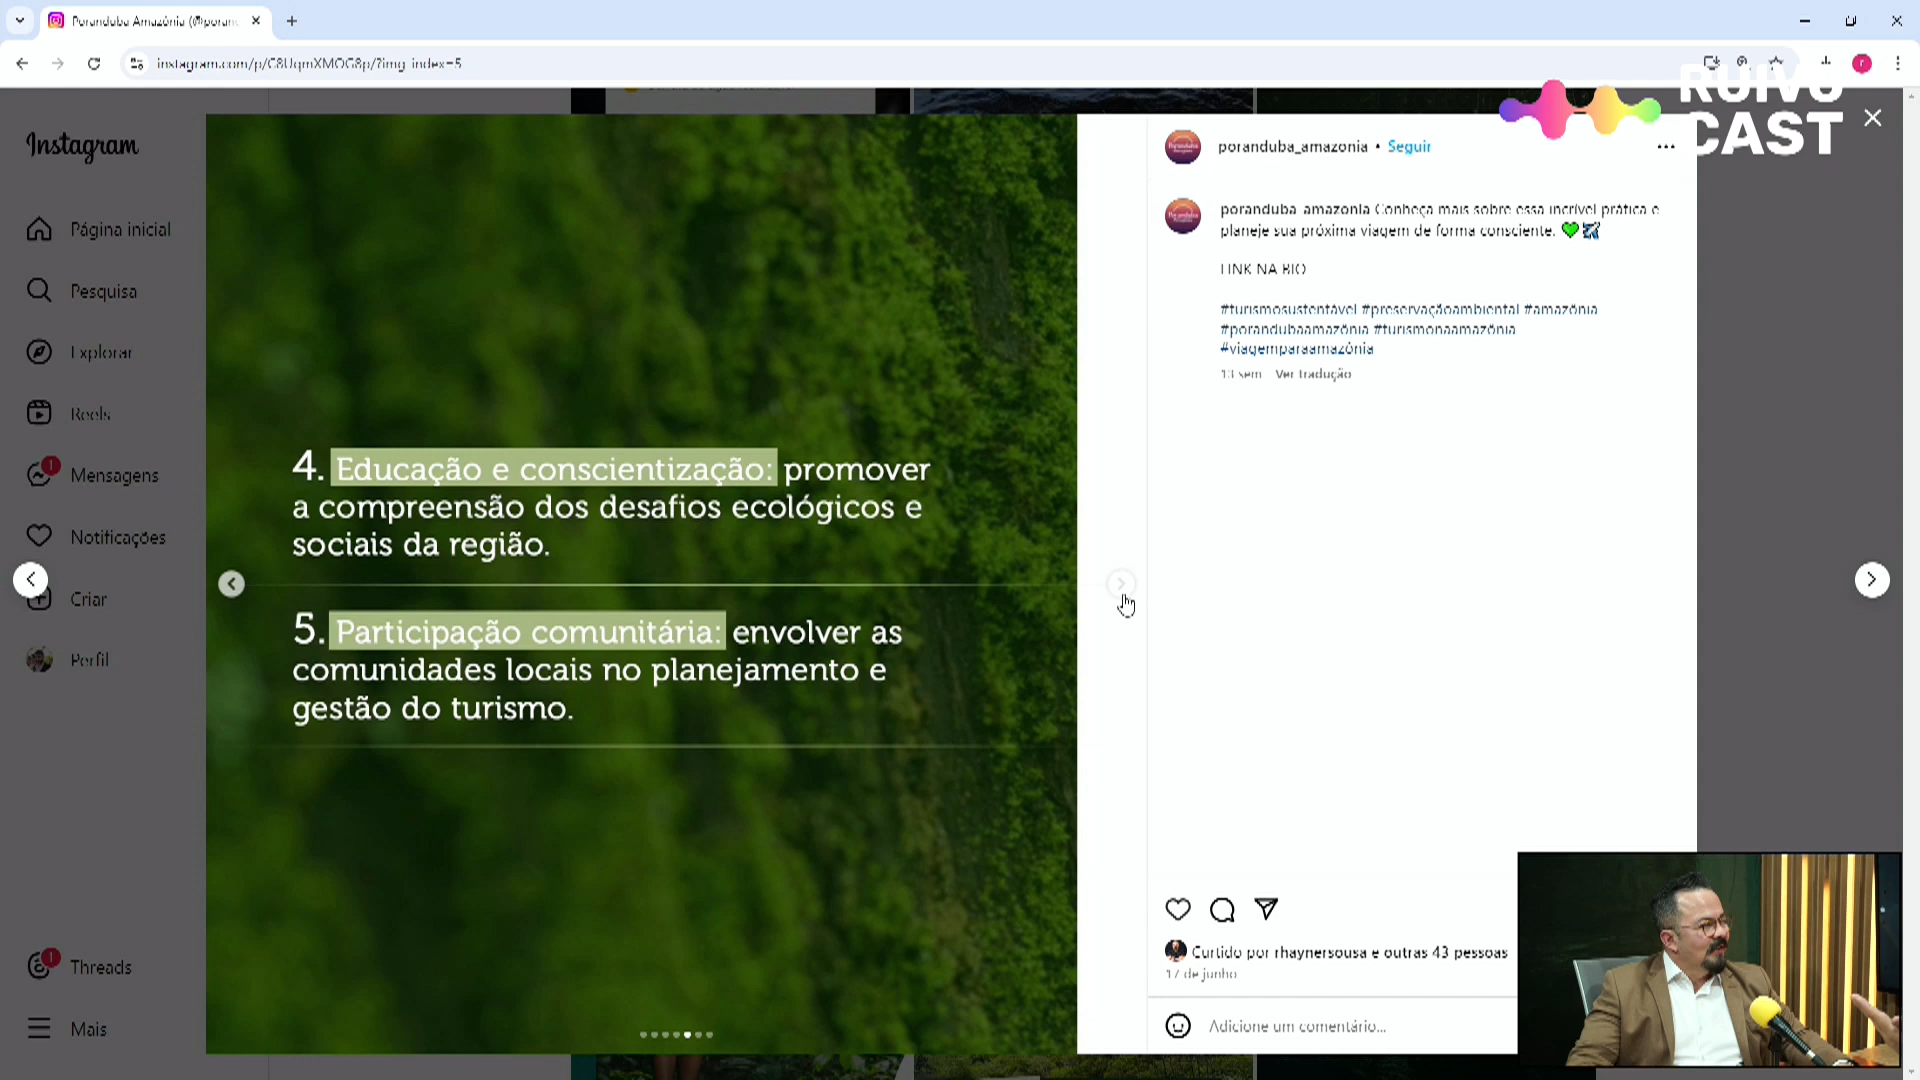 Poranduba Amazônia (@poran
instagram.com/p/C8UqmXMOG8p/?img_index=5
RUIVO
CAST
Instagram
Página inicial
Pesquisa
Explorar
Reels
1
Mensagens
Notificações
Criar
Perfil
1
Threads
Mais
4. Educação e conscientização: promover
a compreensão dos desafios ecológicos e
sociais da região.
5. Participação comunitária: envolver as
comunidades locais no planejamento e
gestão do turismo.
poranduba_amazonia • Seguir
poranduba_amazonia Conheça mais sobre essa incrível prática e
planeje sua próxima viagem de forma consciente. 💚✈️
LINK NA BIO
#turismosustentável #preservaçãoambiental #amazônia
#porandubaamazônia #turismonaamazônia
#viagemparaamazônia
13 sem Ver tradução
Curtido por rhaynersousa e outras 43 pessoas
17 de junho
Adicione um comentário...